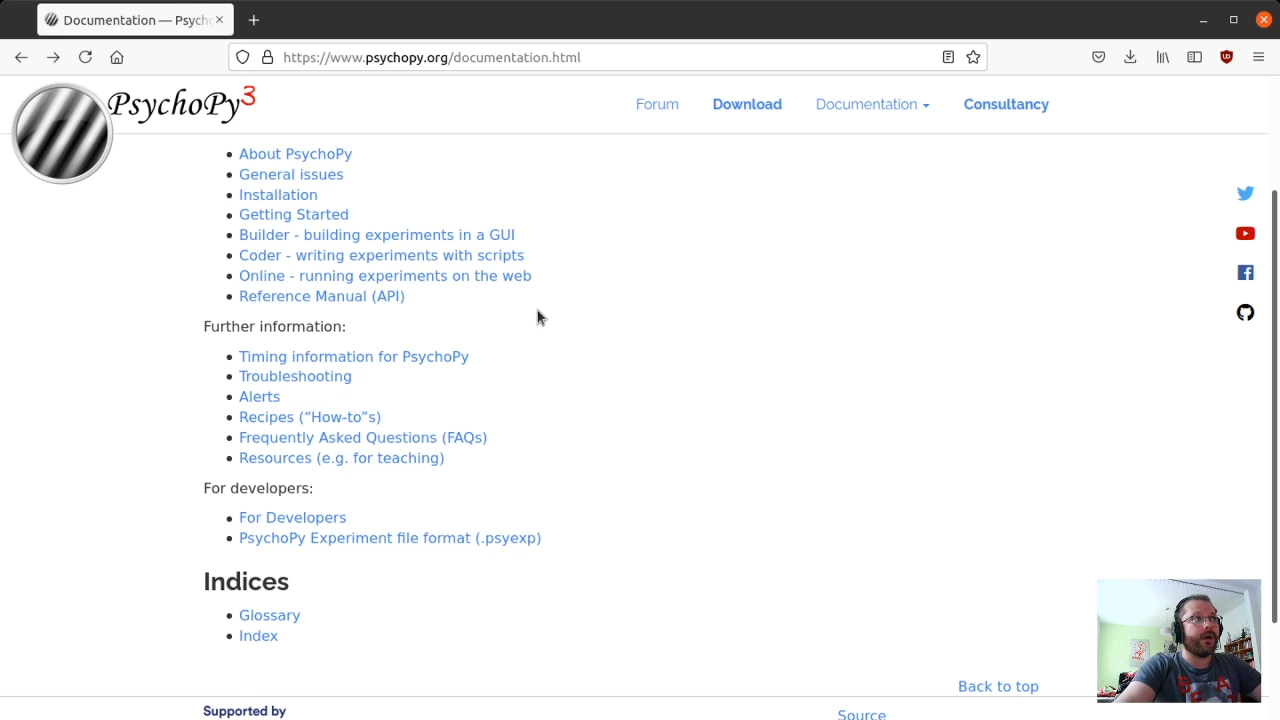 Documentation — Psych
https://www.psychopy.org/documentation.html
PsychoPy3
Forum
Download
Documentation
Consultancy
About PsychoPy
General issues
Installation
Getting Started
Builder - building experiments in a GUI
Coder - writing experiments with scripts
Online - running experiments on the web
Reference Manual (API)
Further information:
Timing information for PsychoPy
Troubleshooting
Alerts
Recipes (“How-to”s)
Frequently Asked Questions (FAQs)
Resources (e.g. for teaching)
For developers:
For Developers
PsychoPy Experiment file format (.psyexp)
Indices
Glossary
Index
Back to top
Supported by
Source